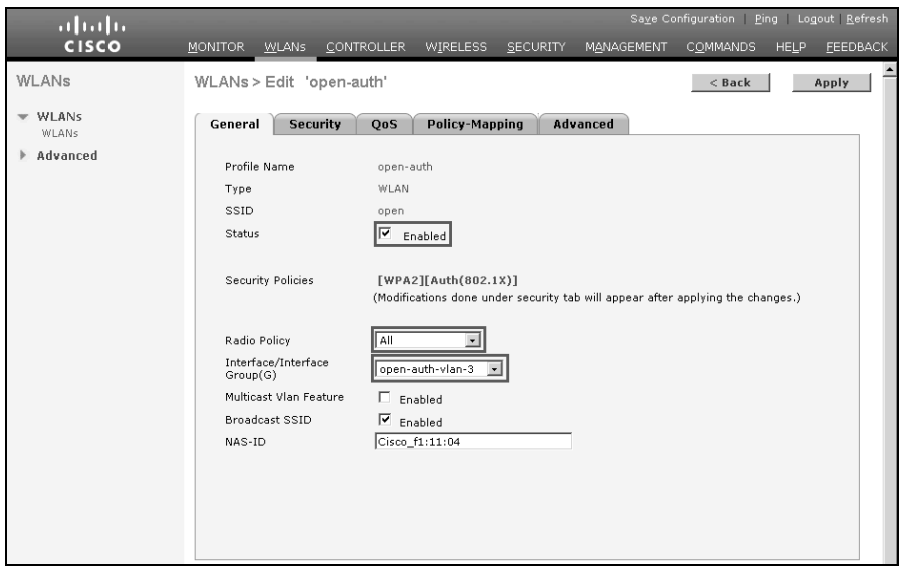 Save Configuration | Ping | Logout | Refresh
CISCO
MONITOR WLANs CONTROLLER WIRELESS SECURITY MANAGEMENT COMMANDS HELP FEEDBACK
WLANs
WLANs > Edit 'open-auth'
< Back
Apply
WLANs
WLANs
Advanced
General Security QoS Policy-Mapping Advanced
Profile Name open-auth
Type WLAN
SSID open
Status Enabled
Security Policies [WPA2][Auth(802.1X)]
(Modifications done under security tab will appear after applying the changes.)
Radio Policy All
Interface/Interface
Group(G) open-auth-vlan-3
Multicast Vlan Feature Enabled
Broadcast SSID Enabled
NAS-ID Cisco_f1:11:04